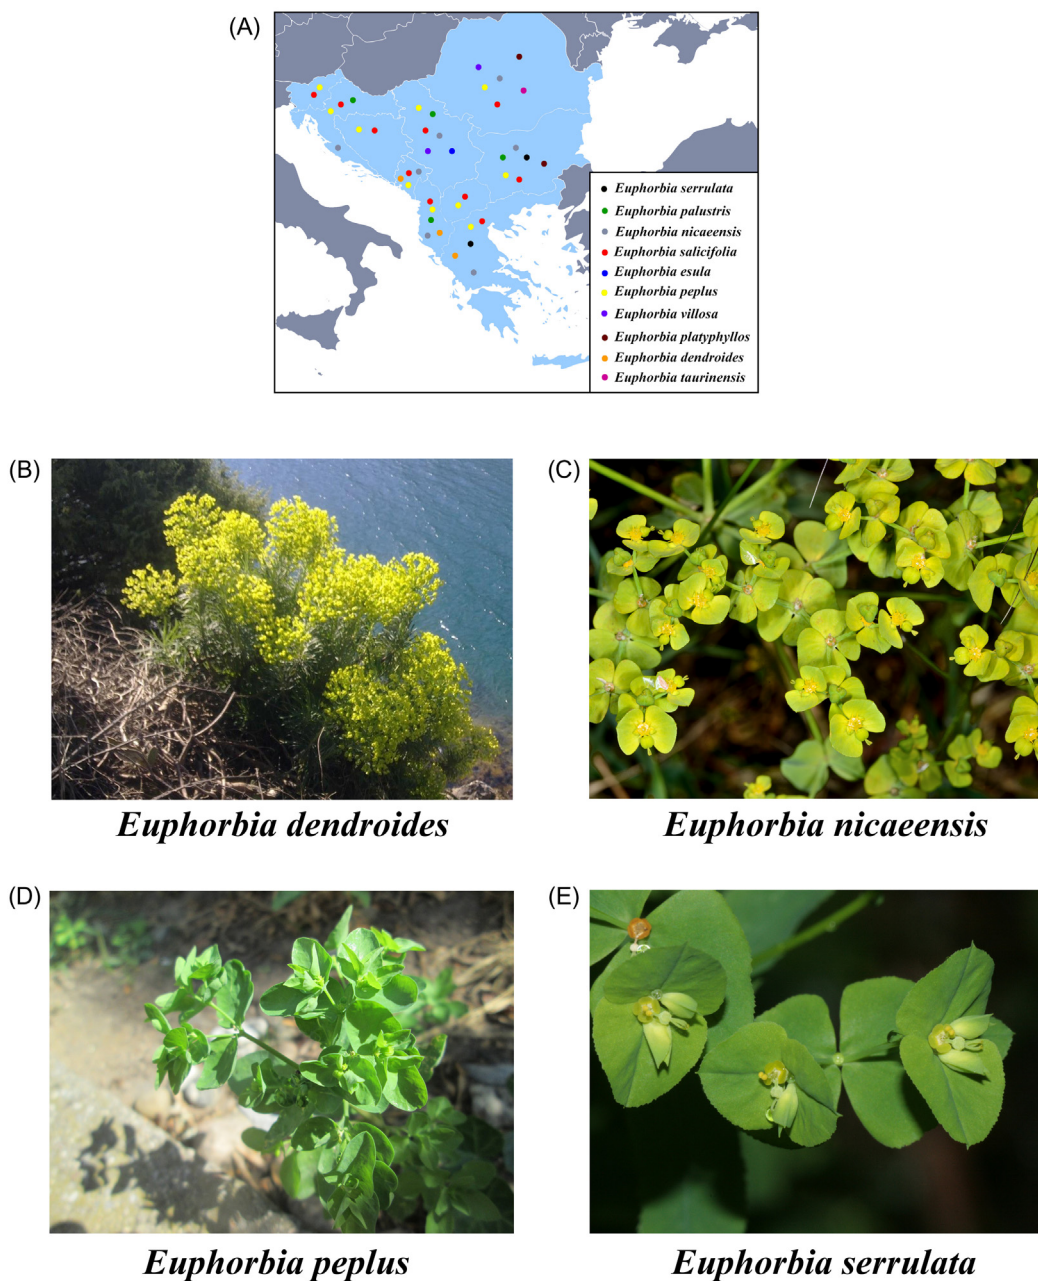 (A)
Euphorbia serrulata
Euphorbia palustris
Euphorbia nicaeensis
Euphorbia salicifolia
Euphorbia esula
Euphorbia peplus
Euphorbia villosa
Euphorbia platyphyllos
Euphorbia dendroides
Euphorbia taurinensis
(B)
(C)
Euphorbia dendroides
Euphorbia nicaeensis
(D)
(E)
Euphorbia peplus
Euphorbia serrulata